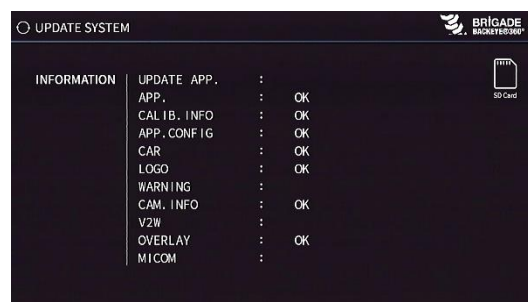 UPDATE SYSTEM
BRIGADE
BACKEYE®360°
SD Card
INFORMATION
UPDATE APP. :
APP. : OK
CALIB. INFO : OK
APP.CONFIG : OK
CAR : OK
LOGO : OK
WARNING :
CAM. INFO : OK
V2W :
OVERLAY : OK
MICOM :